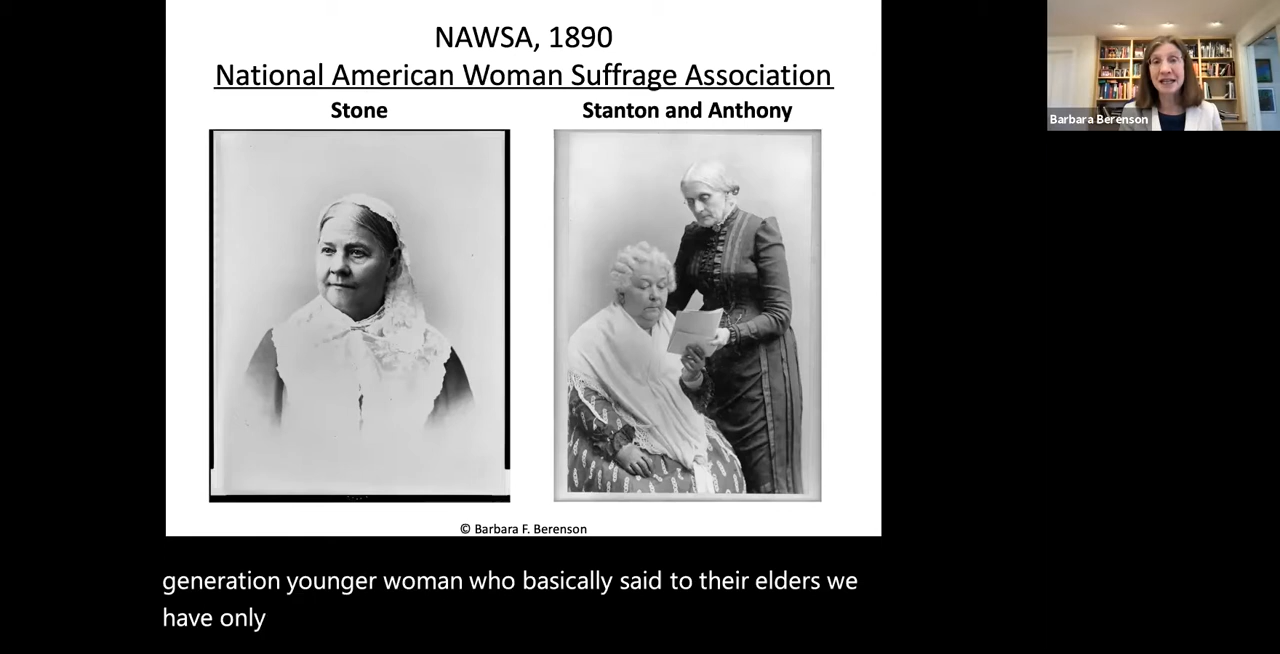 NAWSA, 1890
National American Woman Suffrage Association
Stone
Stanton and Anthony
© Barbara F. Berenson
Barbara Berenson
generation younger woman who basically said to their elders we
have only